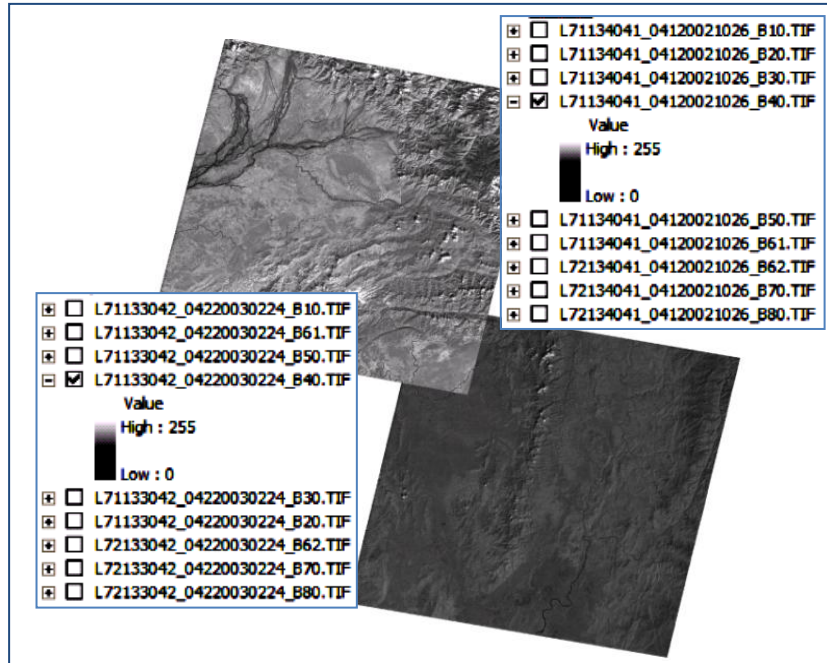 L71134041_04120021026_B10.TIF
L71134041_04120021026_B20.TIF
L71134041_04120021026_B30.TIF
L71134041_04120021026_B40.TIF
Value
High : 255
Low : 0
L71134041_04120021026_B50.TIF
L71134041_04120021026_B61.TIF
L72134041_04120021026_B62.TIF
L72134041_04120021026_B70.TIF
L72134041_04120021026_B80.TIF
L71133042_04220030224_B10.TIF
L71133042_04220030224_B61.TIF
L71133042_04220030224_B50.TIF
L71133042_04220030224_B40.TIF
Value
High : 255
Low : 0
L71133042_04220030224_B30.TIF
L71133042_04220030224_B20.TIF
L72133042_04220030224_B62.TIF
L72133042_04220030224_B70.TIF
L72133042_04220030224_B80.TIF